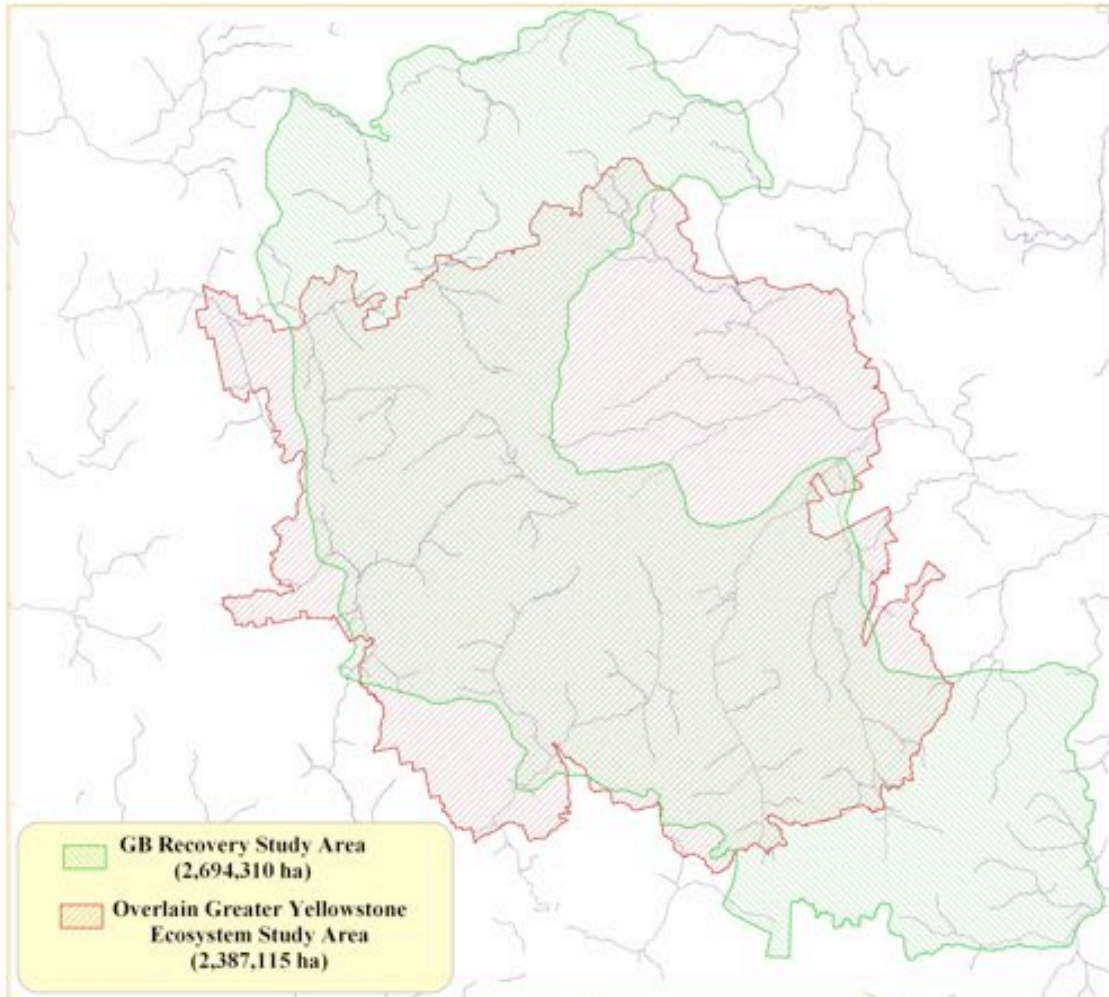 GB Recovery Study Area
(2,694,310 ha)
Overlain Greater Yellowstone
Ecosystem Study Area
(2,387,115 ha)